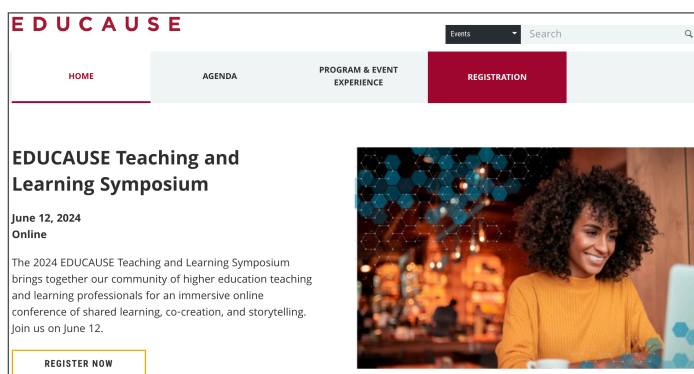 EDUCAUSE
Events
Search
HOME
AGENDA
PROGRAM & EVENT
EXPERIENCE
REGISTRATION
EDUCAUSE Teaching and
Learning Symposium
June 12, 2024
Online
The 2024 EDUCAUSE Teaching and Learning Symposium
brings together our community of higher education teaching
and learning professionals for an immersive online
conference of shared learning, co-creation, and storytelling.
Join us on June 12.
REGISTER NOW